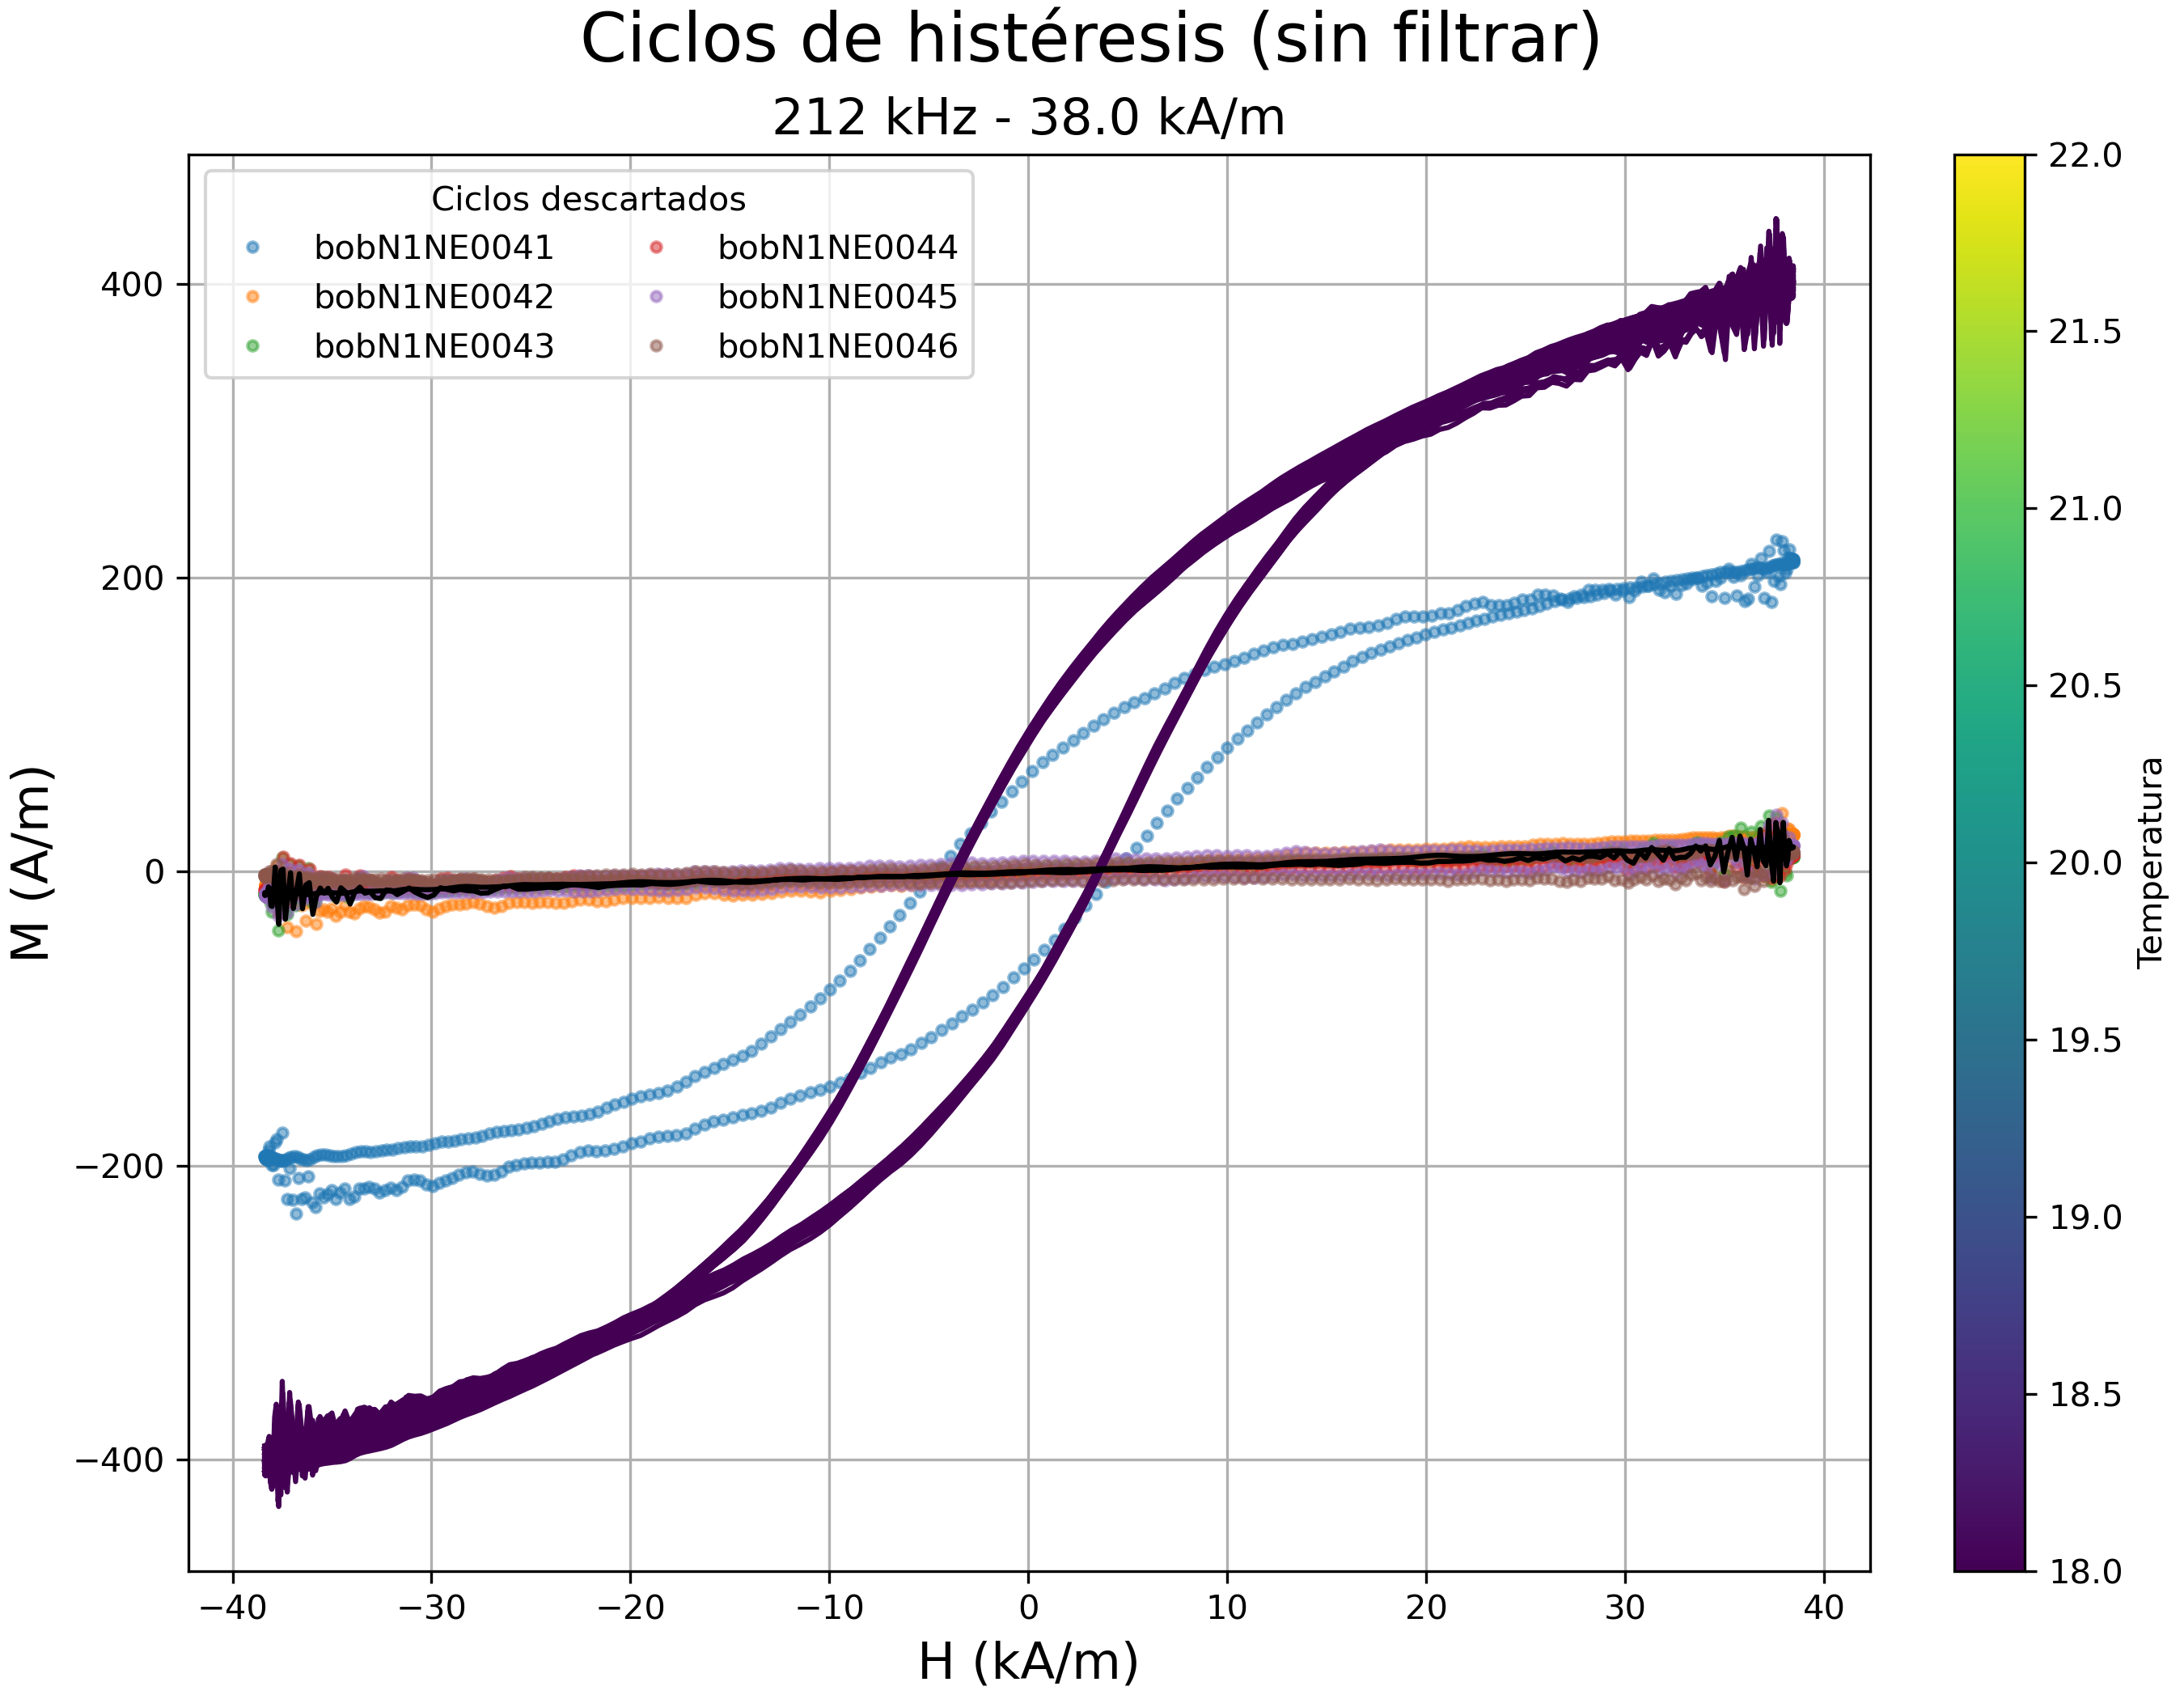 Ciclos de histéresis (sin filtrar)
212 kHz - 38.0 kA/m
Ciclos descartados
bobN1NE0041
bobN1NE0042
bobN1NE0043
bobN1NE0044
bobN1NE0045
bobN1NE0046
400
200
0
−200
−400
M (A/m)
−40 −30 −20 −10 0 10 20 30 40
H (kA/m)
22.0
21.5
21.0
20.5
20.0
19.5
19.0
18.5
18.0
Temperatura